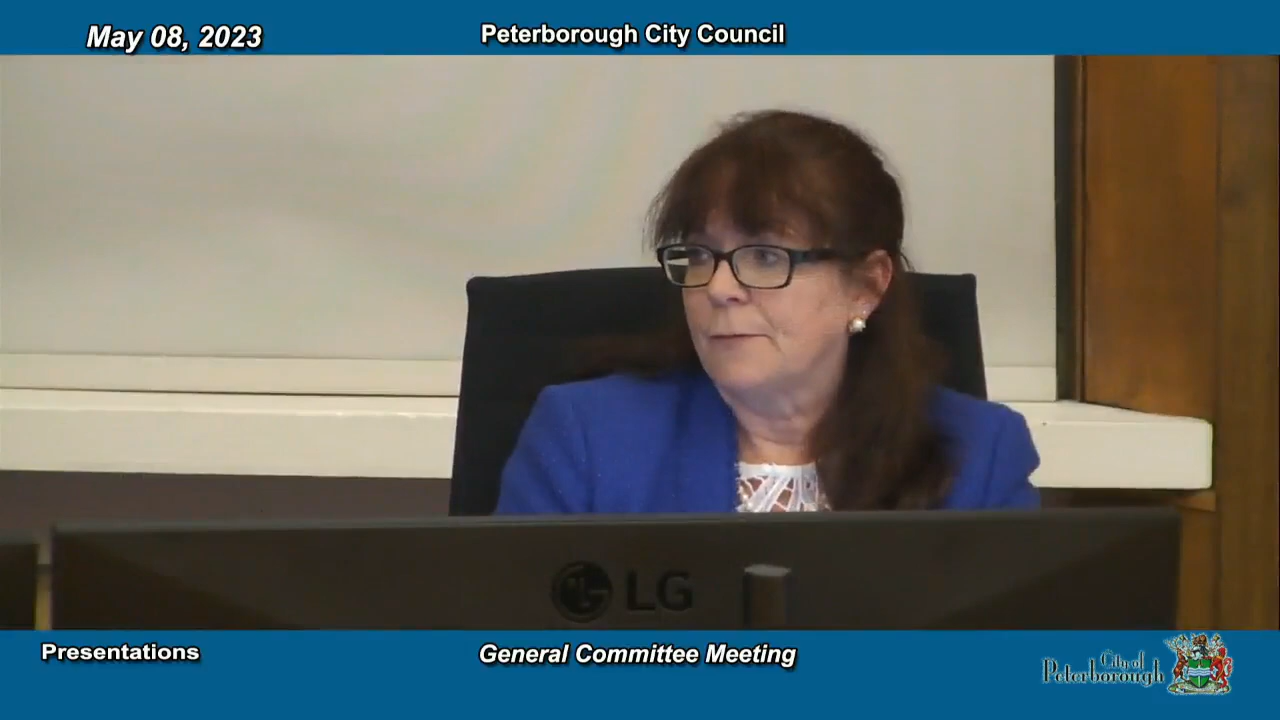 May 08, 2023
Peterborough City Council
LG
Presentations
General Committee Meeting
City of
Peterborough